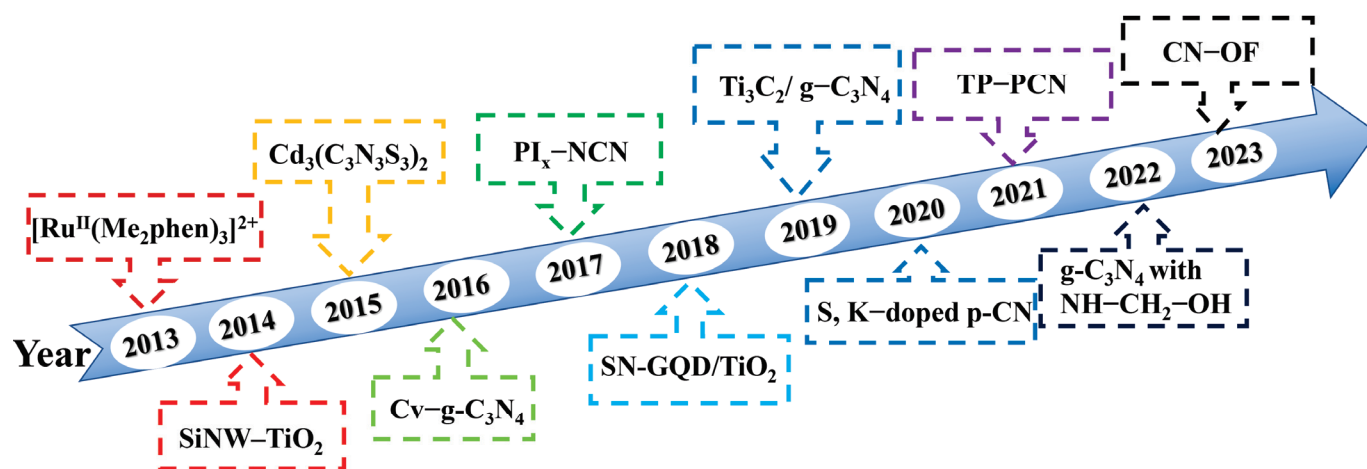 CN−OF
Ti₃C₂/ g−C₃N₄
TP−PCN
Cd₃(C₃N₃S₃)₂
PIₓ−NCN
[Ruᴵᴵ(Me₂phen)₃]²⁺
Year
2013
2014
2015
2016
2017
2018
2019
2020
2021
2022
2023
SiNW−TiO₂
Cv−g-C₃N₄
SN-GQD/TiO₂
S, K−doped p-CN
g-C₃N₄ with
NH−CH₂−OH